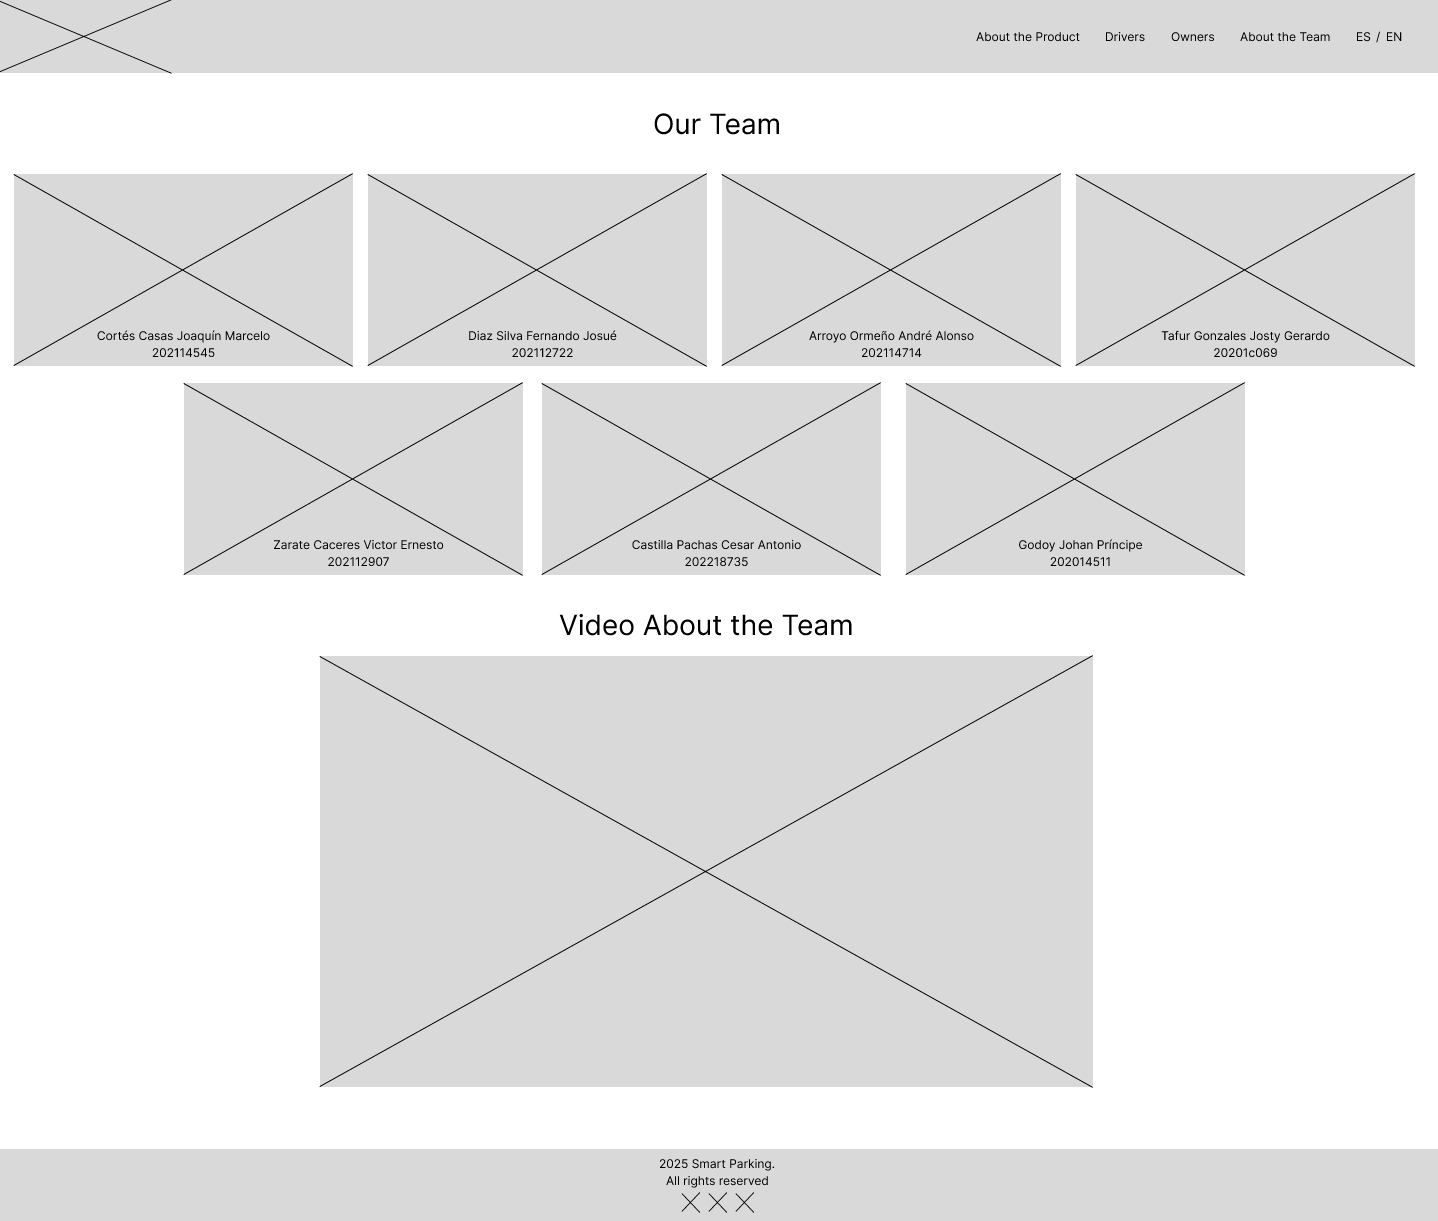 About the Product
Drivers
Owners
About the Team
ES / EN
Our Team
Cortés Casas Joaquín Marcelo
202114545
Diaz Silva Fernando Josué
202112722
Arroyo Ormeño André Alonso
202114714
Tafur Gonzales Josty Gerardo
20201c069
Zarate Caceres Victor Ernesto
202112907
Castilla Pachas Cesar Antonio
202218735
Godoy Johan Príncipe
202014511
Video About the Team
2025 Smart Parking.
All rights reserved